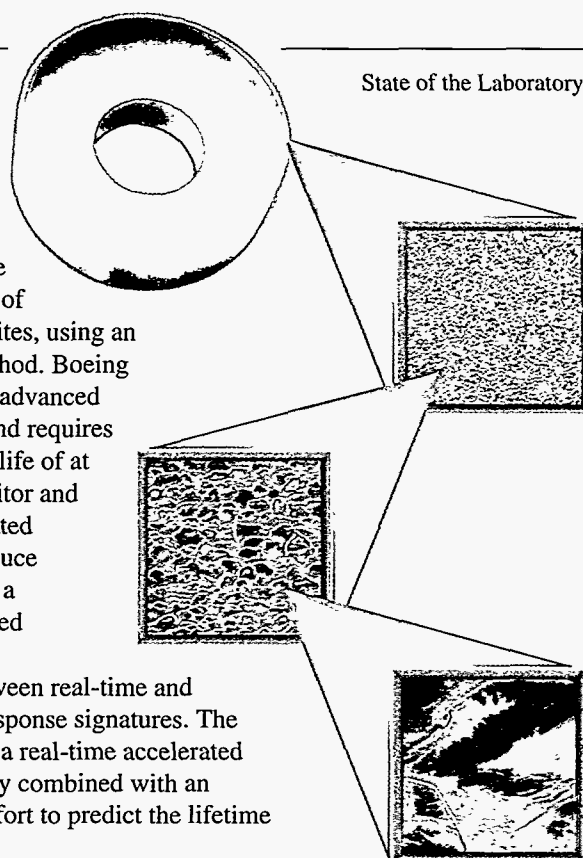 State of the Laboratory
of
ites, using an
hod. Boeing
advanced
nd requires
life of at
itor and
ted
uce
a
ed
ween real-time and
sponse signatures. The
a real-time accelerated
y combined with an
fort to predict the lifetime